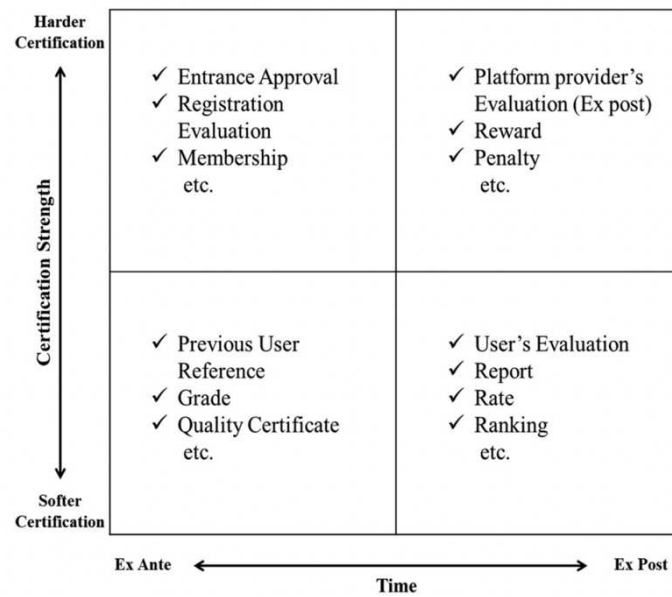 Harder
Certification
Certification Strength
Softer
Certification
✓ Entrance Approval
✓ Registration
Evaluation
✓ Membership
etc.
✓ Platform provider's
Evaluation (Ex post)
✓ Reward
✓ Penalty
etc.
✓ Previous User
Reference
✓ Grade
✓ Quality Certificate
etc.
✓ User's Evaluation
✓ Report
✓ Rate
✓ Ranking
etc.
Ex Ante
Time
Ex Post